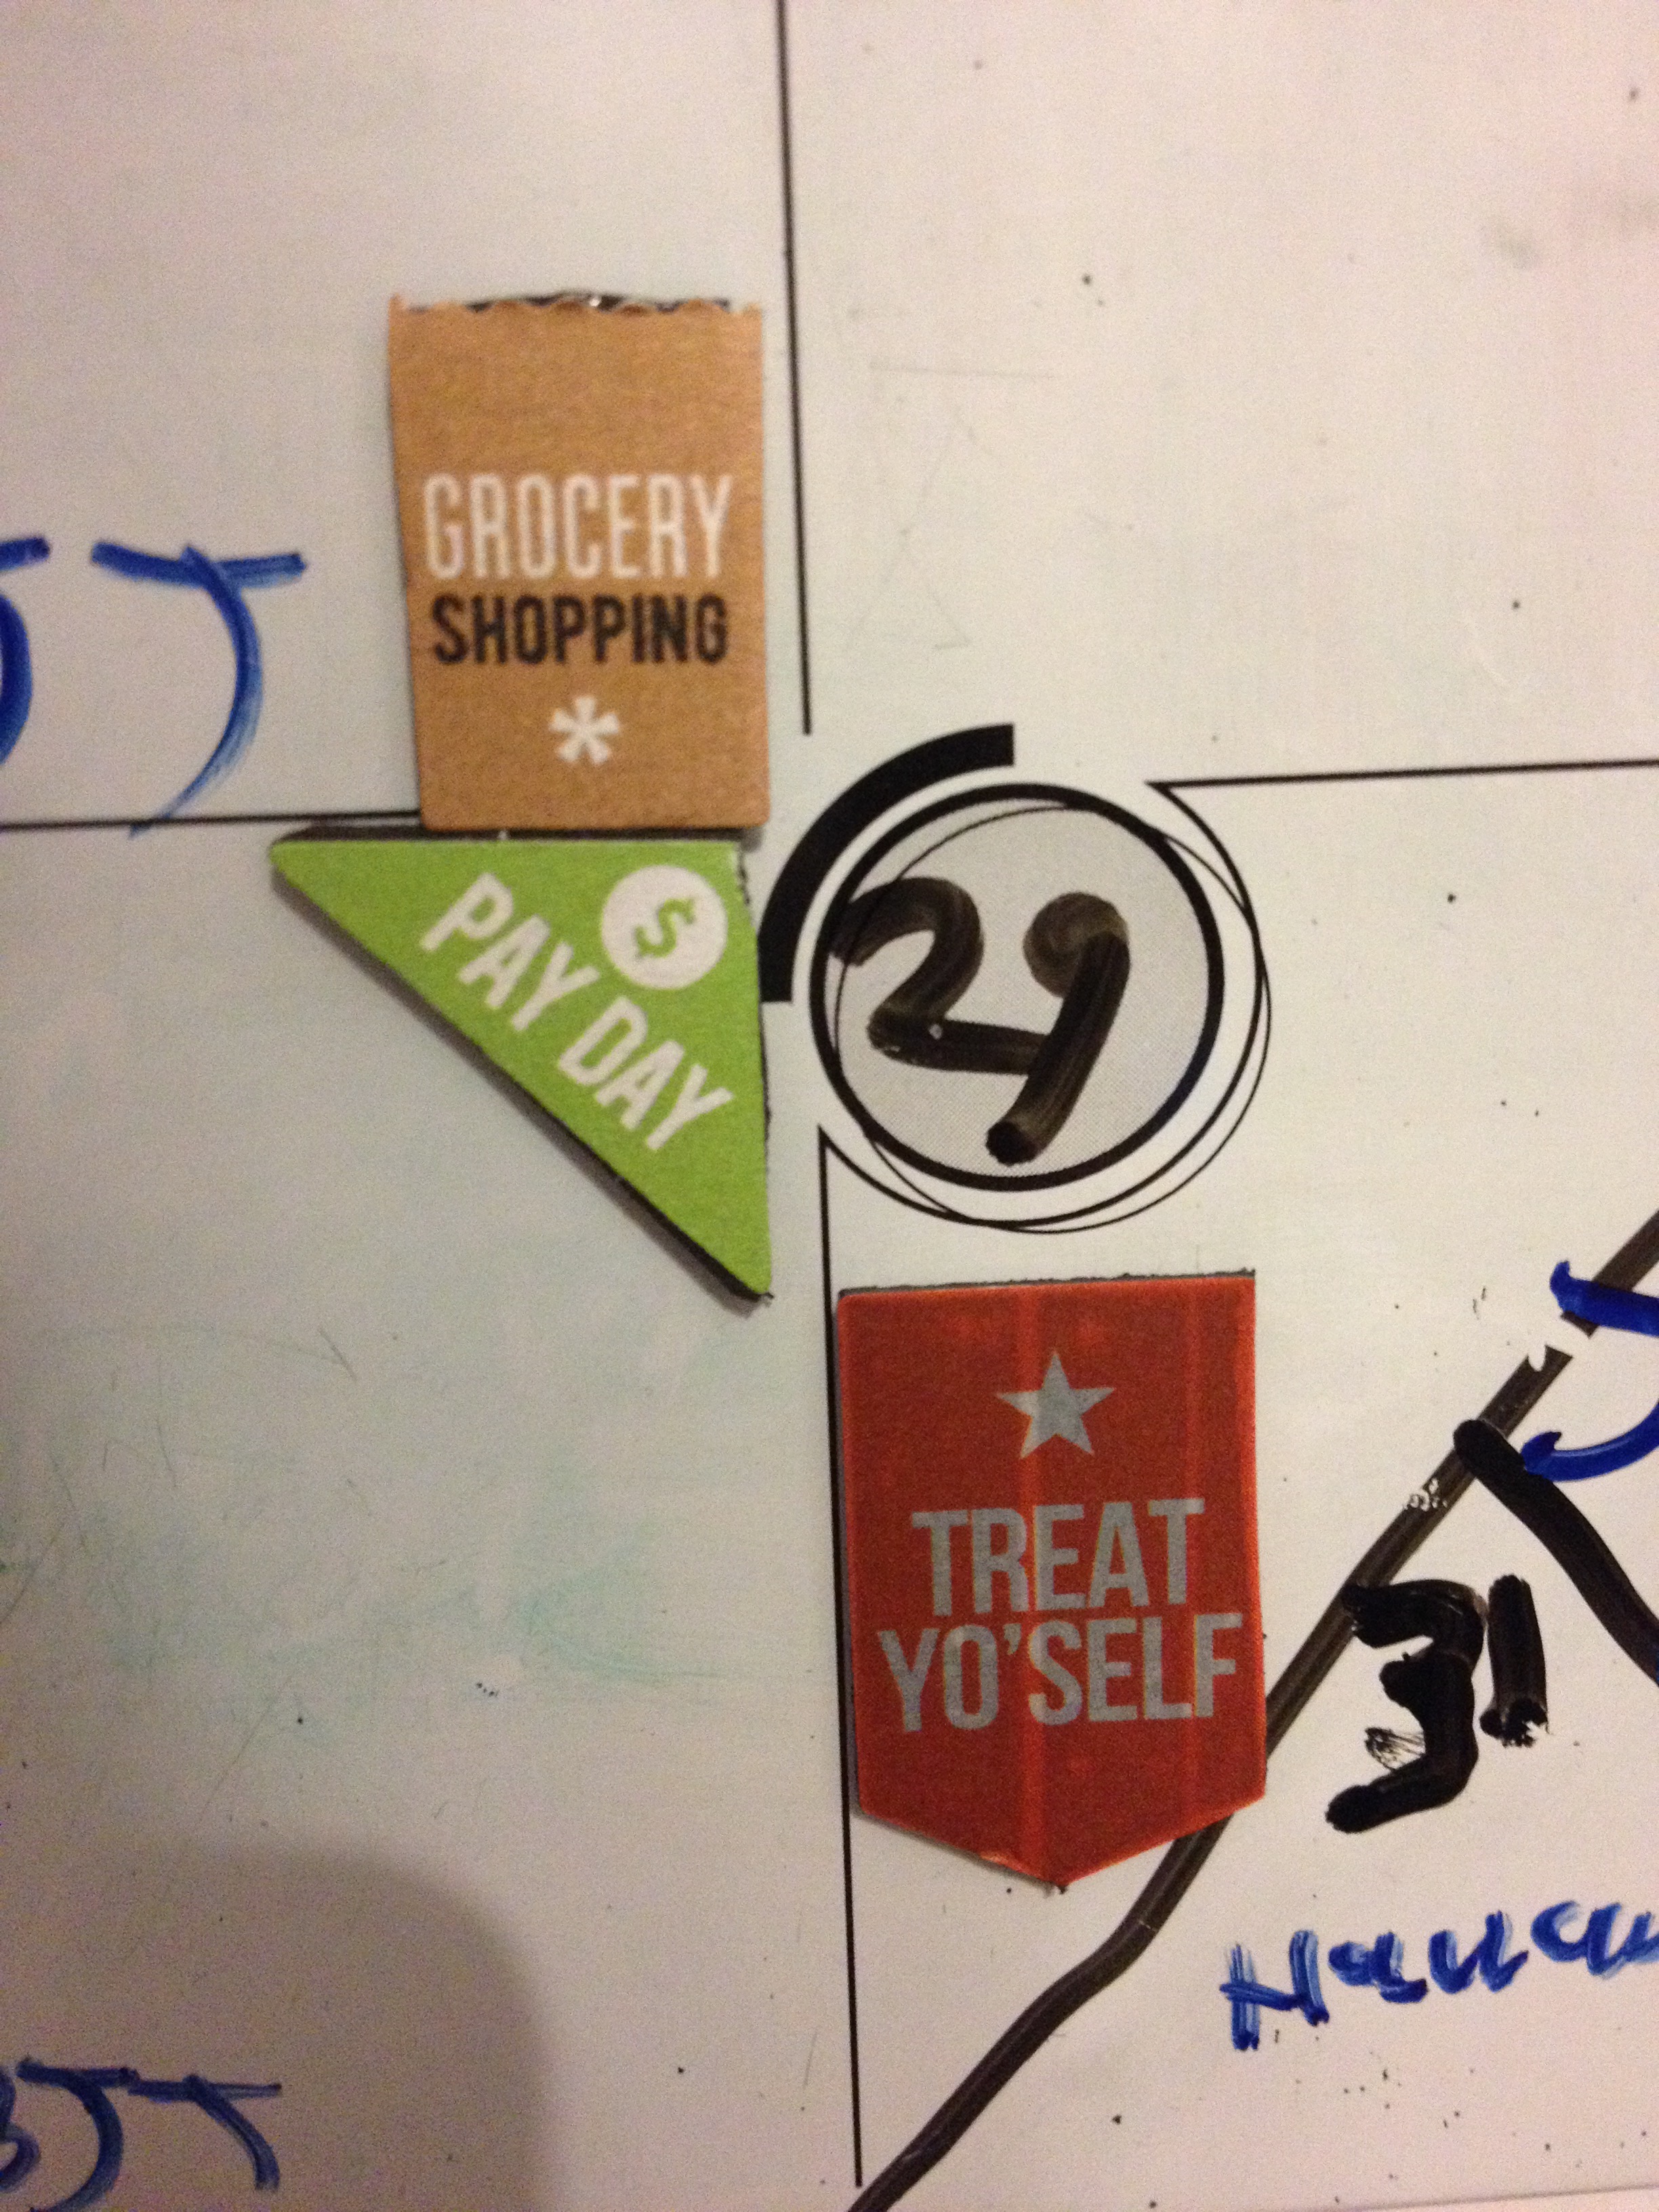 GROCERY
SHOPPING
*
$
PAY DAY
29
TREAT
YO'SELF
31